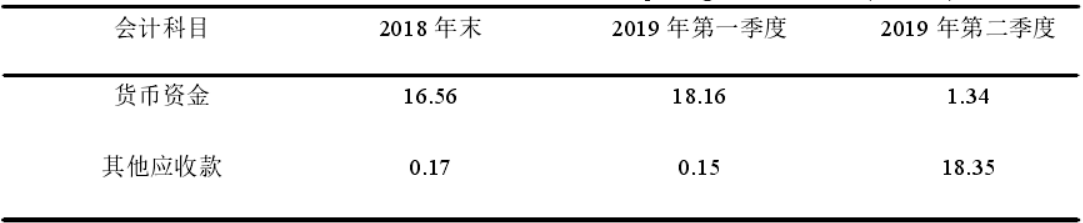 会计科目 2018 年末 2019 年第一季度 2019 年第二季度
货币资金 16.56 18.16 1.34
其他应收款 0.17 0.15 18.35